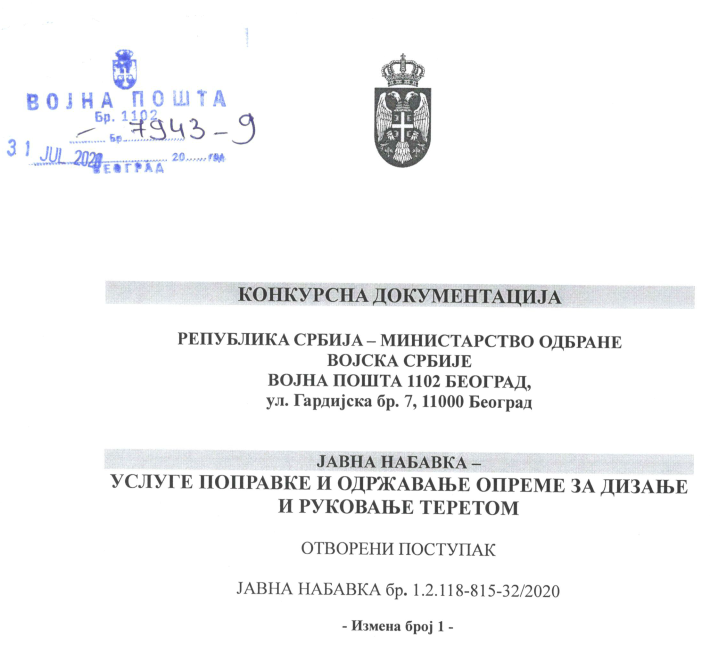 ВОЈНА ПОШТА
Бр. 1102
Бр. 7943-9
31 JUL 2020 20 год
БЕОГРАД
КОНКУРСНА ДОКУМЕНТАЦИЈА
РЕПУБЛИКА СРБИЈА – МИНИСТАРСТВО ОДБРАНЕ
ВОЈСКА СРБИЈЕ
ВОЈНА ПОШТА 1102 БЕОГРАД,
ул. Гардијска бр. 7, 11000 Београд
ЈАВНА НАБАВКА –
УСЛУГЕ ПОПРАВКЕ И ОДРЖАВАЊЕ ОПРЕМЕ ЗА ДИЗАЊЕ
И РУКОВАЊЕ ТЕРЕТОМ
ОТВОРЕНИ ПОСТУПАК
ЈАВНА НАБАВКА бр. 1.2.118-815-32/2020
- Измена број 1 -